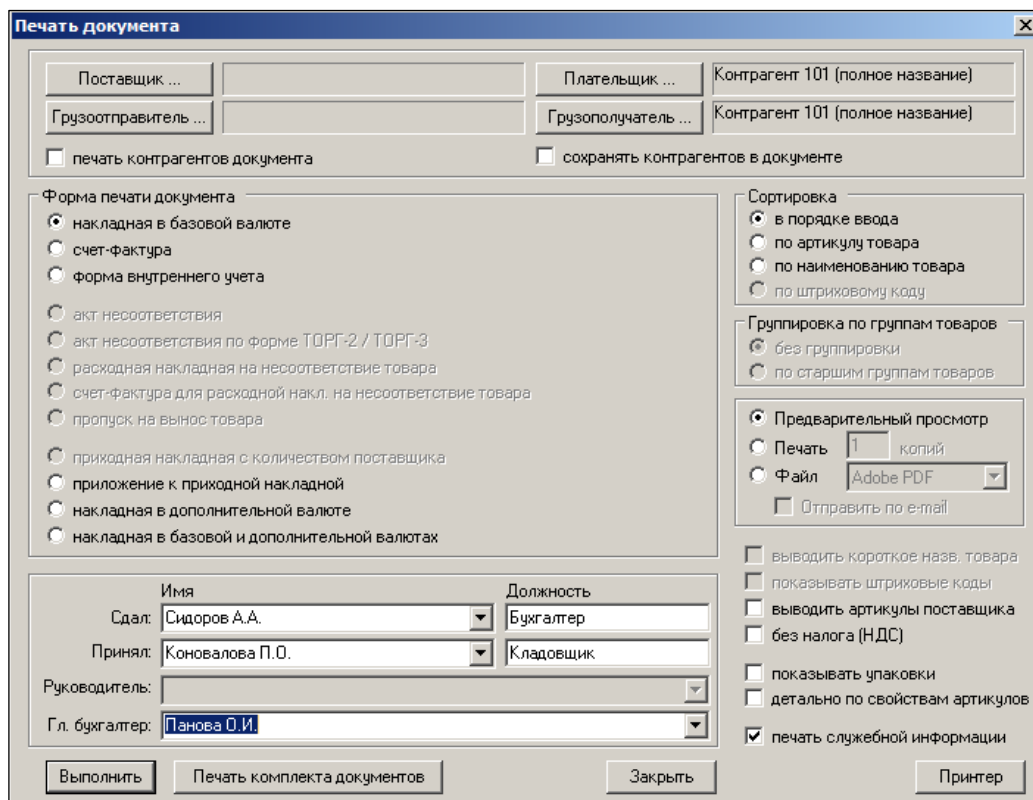 Печать документа
Поставщик ...
Плательщик ...
Контрагент 101 (полное название)
Грузоотправитель ...
Грузополучатель ...
Контрагент 101 (полное название)
печать контрагентов документа
сохранять контрагентов в документе
Форма печати документа
накладная в базовой валюте
счет-фактура
форма внутреннего учета
акт несоответствия
акт несоответствия по форме ТОРГ-2 / ТОРГ-3
расходная накладная на несоответствие товара
счет-фактура для расходной накл. на несоответствие товара
пропуск на вынос товара
приходная накладная с количеством поставщика
приложение к приходной накладной
накладная в дополнительной валюте
накладная в базовой и дополнительной валютах
Сортировка
в порядке ввода
по артикулу товара
по наименованию товара
по штриховому коду
Группировка по группам товаров
без группировки
по старшим группам товаров
Предварительный просмотр
Печать 1 копий
Файл Adobe PDF
Отправить по e-mail
выводить короткое назв. товара
показывать штриховые коды
выводить артикулы поставщика
без налога (НДС)
показывать упаковки
детально по свойствам артикулов
печать служебной информации
Имя Должность
Сдал: Сидоров А.А. Бухгалтер
Принял: Коновалова П.О. Кладовщик
Руководитель:
Гл. бухгалтер: Панова О.И.
Выполнить
Печать комплекта документов
Закрыть
Принтер